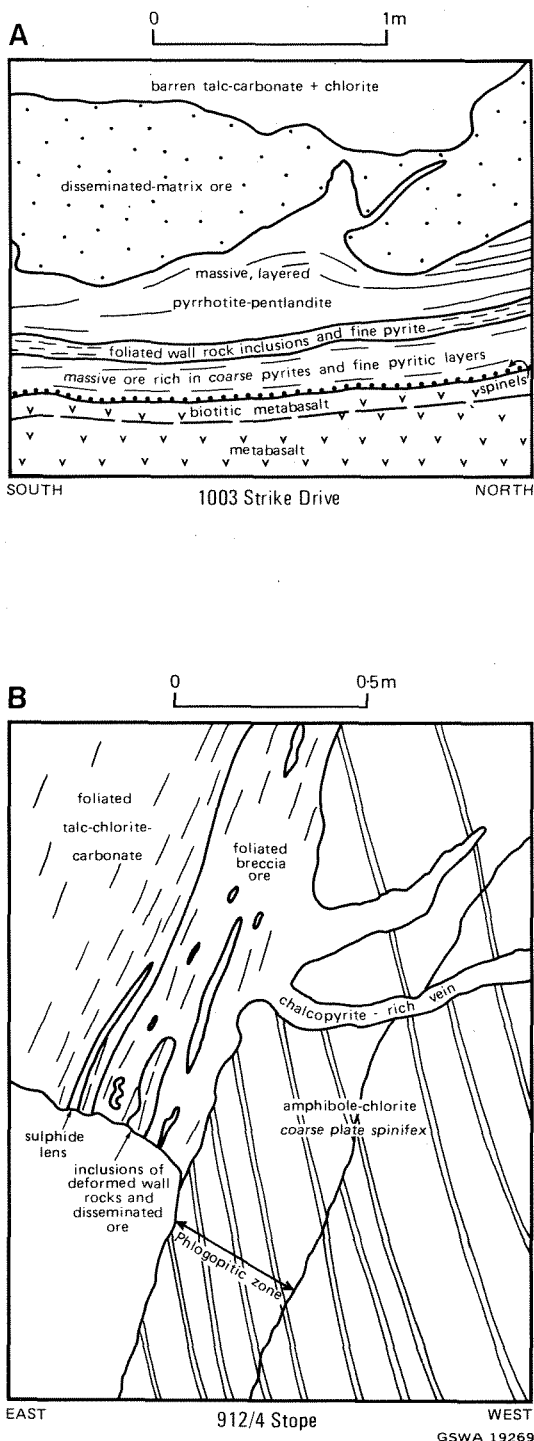 A
0 1m
barren talc-carbonate + chlorite
disseminated-matrix ore
massive, layered
pyrrhotite-pentlandite
foliated wall rock inclusions and fine pyrite
massive ore rich in coarse pyrites and fine pyritic layers
spinels
biotitic metabasalt
metabasalt
SOUTH NORTH
1003 Strike Drive
B
0 0·5m
foliated
talc-chlorite-
carbonate
foliated
breccia
ore
chalcopyrite - rich vein
amphibole-chlorite
coarse plate spinifex
sulphide
lens
inclusions of
deformed wall
rocks and
disseminated
ore
Phlogopitic zone
EAST WEST
912/4 Stope
GSWA 19269